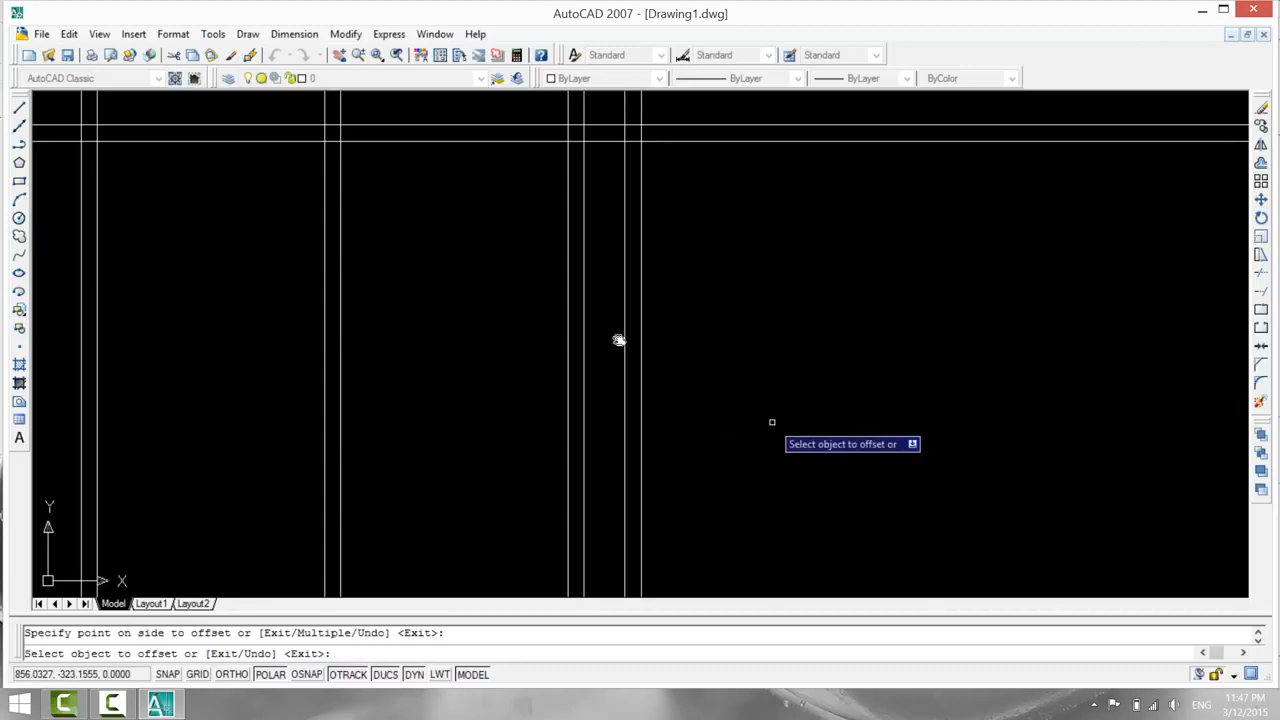 AutoCAD 2007 - [Drawing1.dwg]
File Edit View Insert Format Tools Draw Dimension Modify Express Window Help
Standard Standard Standard
AutoCAD Classic 0 ByLayer ByLayer ByLayer ByColor
A
Select object to offset or
Y
X
Model Layout1 Layout2
Specify point on side to offset or [Exit/Multiple/Undo] <Exit>:
Select object to offset or [Exit/Undo] <Exit>:
856.0327, -323.1555, 0.0000 SNAP GRID ORTHO POLAR OSNAP OTRACK DUCS DYN LWT MODEL
ENG 11:47 PM
3/12/2015